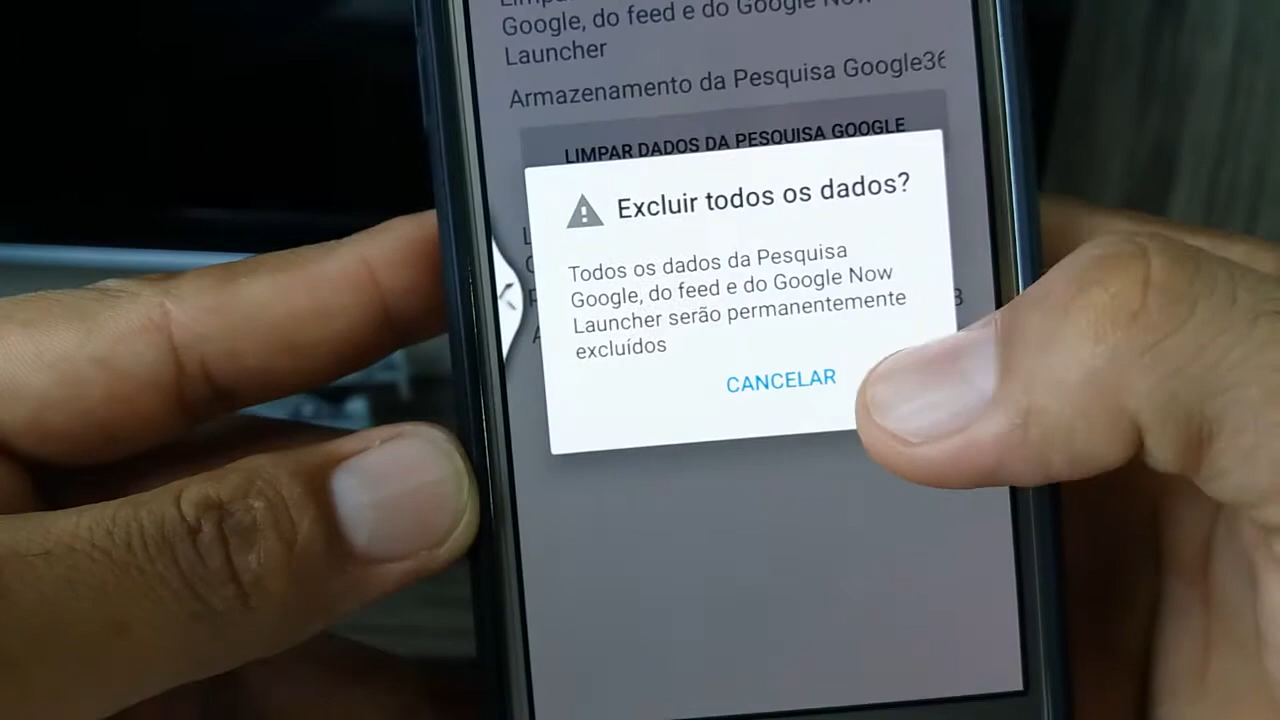 Google, do feed e do Google Now
Launcher
Armazenamento da Pesquisa Google36
LIMPAR DADOS DA PESQUISA GOOGLE
Excluir todos os dados?
Todos os dados da Pesquisa
Google, do feed e do Google Now
Launcher serão permanentemente
excluídos
CANCELAR